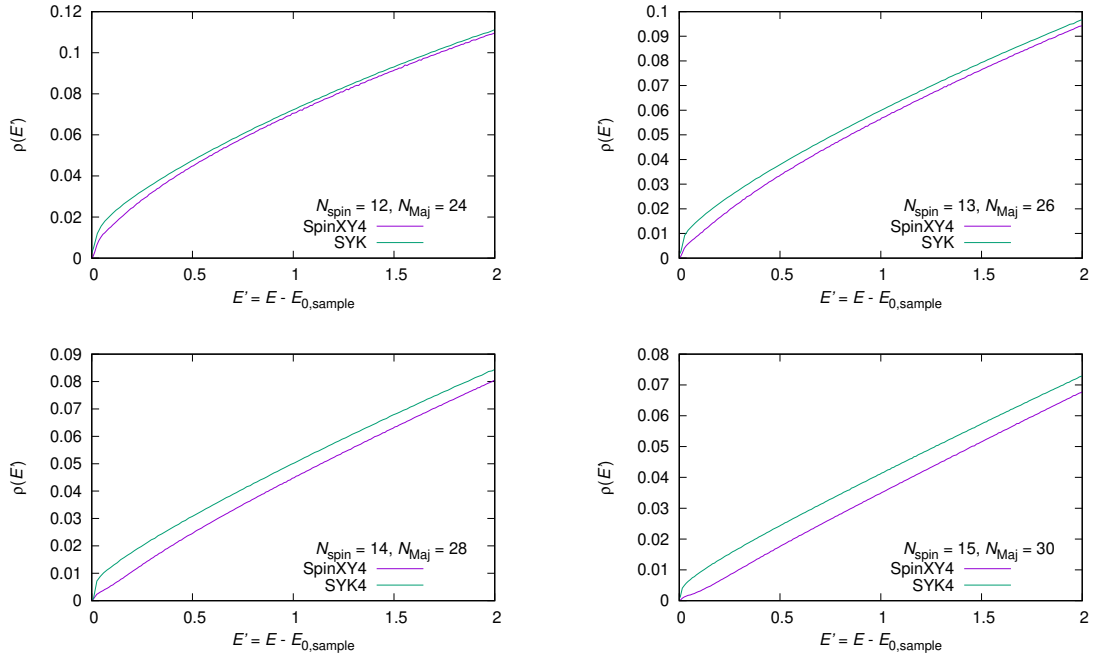 0.12
0.1
0.08
0.06
0.04
0.02
0
ρ(E')
N_spin = 12, N_Maj = 24
SpinXY4
SYK
0 0.5 1 1.5 2
E' = E - E_0,sample
0.1
0.09
0.08
0.07
0.06
0.05
0.04
0.03
0.02
0.01
0
ρ(E')
N_spin = 13, N_Maj = 26
SpinXY4
SYK
0 0.5 1 1.5 2
E' = E - E_0,sample
0.09
0.08
0.07
0.06
0.05
0.04
0.03
0.02
0.01
0
ρ(E')
N_spin = 14, N_Maj = 28
SpinXY4
SYK4
0 0.5 1 1.5 2
E' = E - E_0,sample
0.08
0.07
0.06
0.05
0.04
0.03
0.02
0.01
0
ρ(E')
N_spin = 15, N_Maj = 30
SpinXY4
SYK4
0 0.5 1 1.5 2
E' = E - E_0,sample